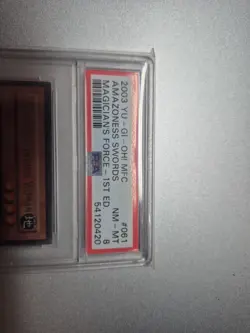 2003 YU-GI-OH! MFC #061
AMAZONESS SWORDS NM-MT
MAGICIAN'S FORCE-1ST ED. 8
PSA 54120420